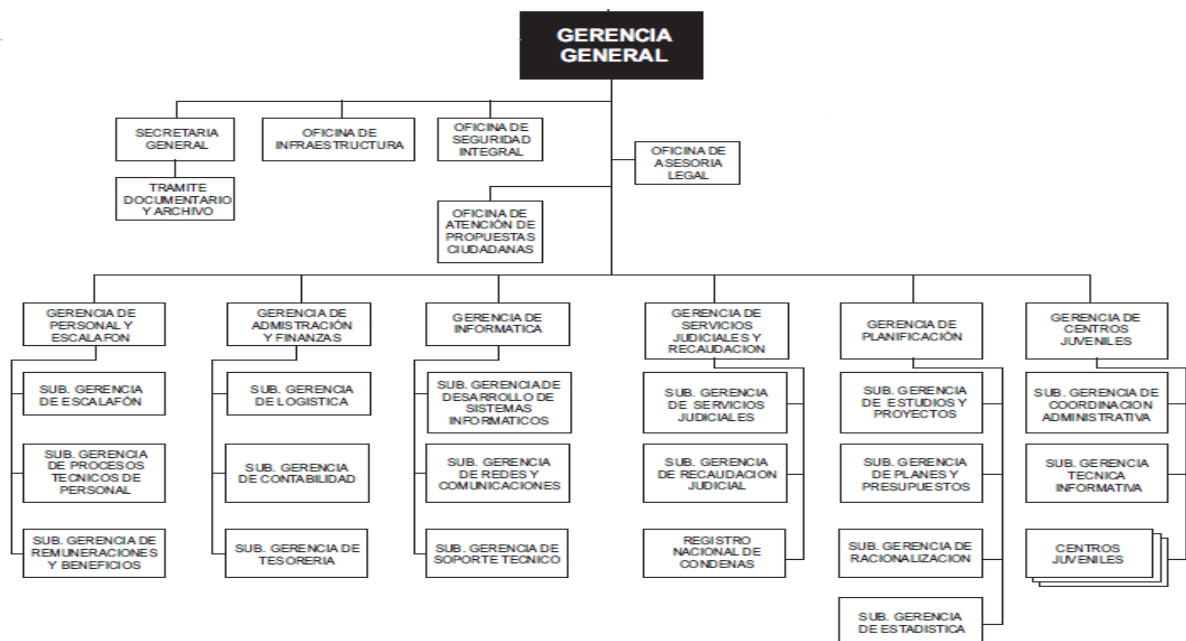 GERENCIA
GENERAL
SECRETARIA
GENERAL
OFICINA DE
INFRAESTRUCTURA
OFICINA DE
SEGURIDAD
INTEGRAL
OFICINA DE
ASESORIA
LEGAL
TRAMITE
DOCUMENTARIO
Y ARCHIVO
OFICINA DE
ATENCIÓN DE
PROPUESTAS
CIUDADANAS
GERENCIA DE
PERSONAL Y
ESCALAFON
GERENCIA DE
ADMISTRACIÓN
Y FINANZAS
GERENCIA DE
INFORMATICA
GERENCIA DE
SERVICIOS
JUDICIALES Y
RECAUDACION
GERENCIA DE
PLANIFICACIÓN
GERENCIA DE
CENTROS
JUVENILES
SUB. GERENCIA
DE ESCALAFÓN
SUB. GERENCIA
DE LOGISTICA
SUB. GERENCIA DE
DESARROLLO DE
SISTEMAS
INFORMATICOS
SUB. GERENCIA
DE SERVICIOS
JUDICIALES
SUB. GERENCIA
DE ESTUDIOS Y
PROYECTOS
SUB. GERENCIA DE
COORDINACION
ADMINISTRATIVA
SUB. GERENCIA
DE PROCESOS
TECNICOS DE
PERSONAL
SUB. GERENCIA
DE CONTABILIDAD
SUB. GERENCIA
DE REDES Y
COMUNICACIONES
SUB. GERENCIA
DE RECAUDACION
JUDICIAL
SUB. GERENCIA
DE PLANES Y
PRESUPUESTOS
SUB. GERENCIA
TECNICA
INFORMATIVA
SUB. GERENCIA DE
REMUNERACIONES
Y BENEFICIOS
SUB. GERENCIA DE
TESORERIA
SUB. GERENCIA DE
SOPORTE TECNICO
REGISTRO
NACIONAL DE
CONDENAS
SUB. GERENCIA DE
RACIONALIZACION
CENTROS
JUVENILES
SUB. GERENCIA
DE ESTADISTICA